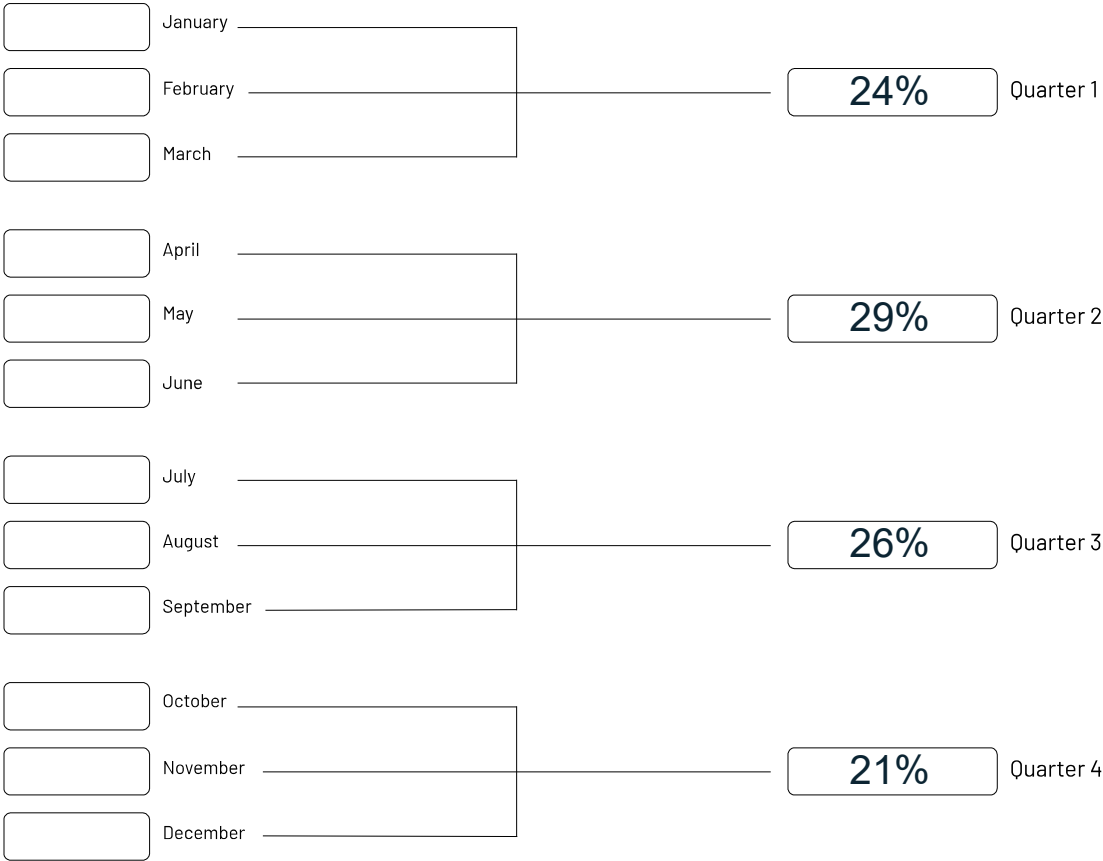 January
February
24% Quarter 1
March
April
May
29% Quarter 2
June
July
August
26% Quarter 3
September
October
November
21% Quarter 4
December